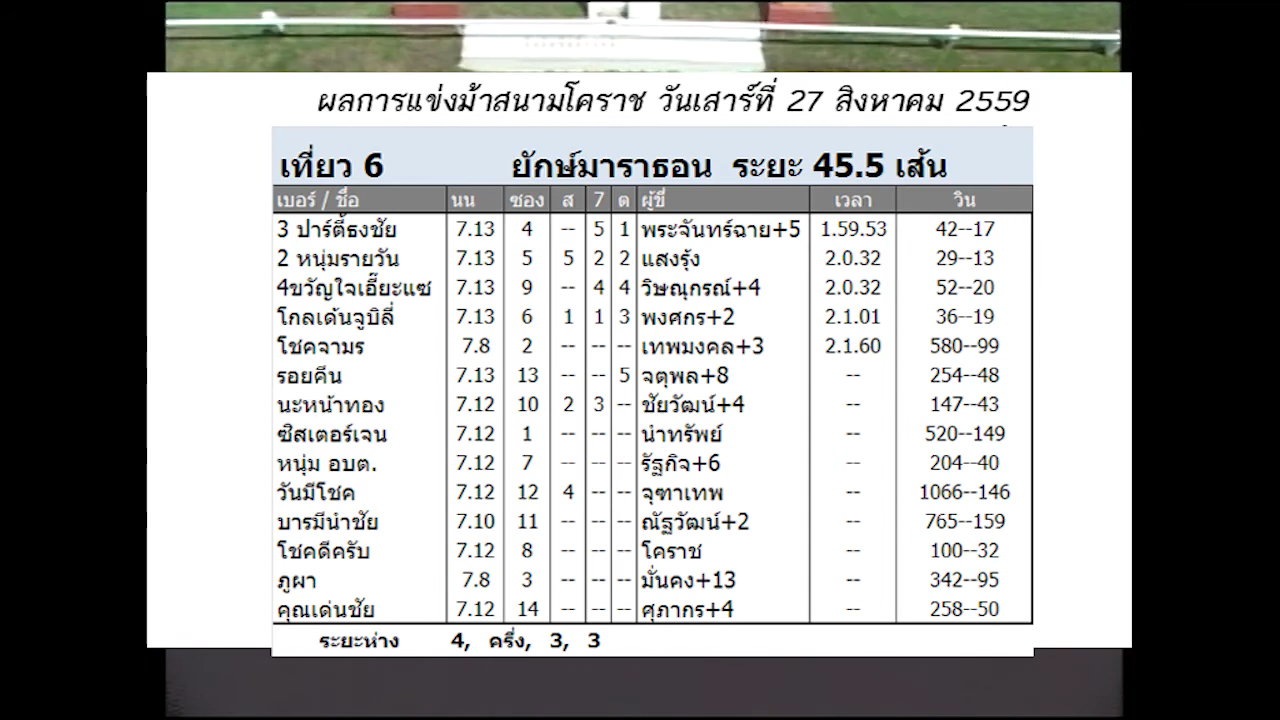 ผลการแข่งม้าสนามโคราช วันเสาร์ที่ 27 สิงหาคม 2559
เที่ยว 6 ยักษ์มาราธอน ระยะ 45.5 เส้น
เบอร์ / ชื่อ นน ซอง ส 7 ด ผู้ขี่ เวลา วิน
3 ปาร์ตี้ธงชัย 7.13 4 -- 5 1 พระจันทร์ฉาย+5 1.59.53 42--17
2 หนุ่มรายวัน 7.13 5 5 2 2 แสงรุ้ง 2.0.32 29--13
4ขวัญใจเอี๊ยะแซ 7.13 9 -- 4 4 วิษณุกรณ์+4 2.0.32 52--20
โกลเด้นจูบิลี่ 7.13 6 1 1 3 พงศกร+2 2.1.01 36--19
โชคจามร 7.8 2 -- -- -- เทพมงคล+3 2.1.60 580--99
รอยคีน 7.13 13 -- -- 5 จตุพล+8 -- 254--48
นะหน้าทอง 7.12 10 2 3 -- ชัยวัฒน์+4 -- 147--43
ซิสเตอร์เจน 7.12 1 -- -- -- นำทรัพย์ -- 520--149
หนุ่ม อบต. 7.12 7 -- -- -- รัฐกิจ+6 -- 204--40
วันมีโชค 7.12 12 4 -- -- จุฑาเทพ -- 1066--146
บารมีนำชัย 7.10 11 -- -- -- ณัฐวัฒน์+2 -- 765--159
โชคดีครับ 7.12 8 -- -- -- โคราช -- 100--32
ภูผา 7.8 3 -- -- -- มั่นคง+13 -- 342--95
คุณเด่นชัย 7.12 14 -- -- -- ศุภากร+4 -- 258--50
ระยะห่าง 4, ครึ่ง, 3, 3